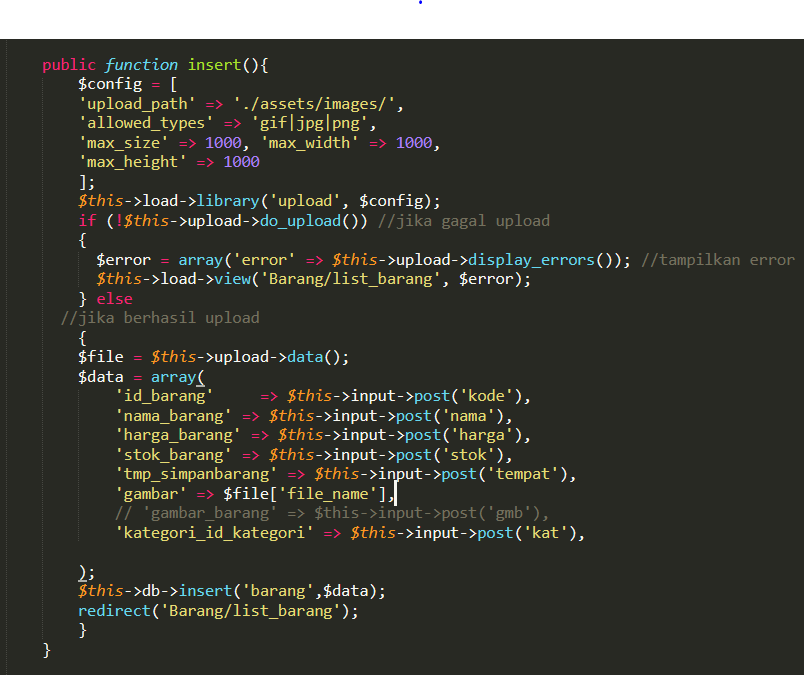 public function insert(){
$config = [
'upload_path' => './assets/images/',
'allowed_types' => 'gif|jpg|png',
'max_size' => 1000, 'max_width' => 1000,
'max_height' => 1000
];
$this->load->library('upload', $config);
if (!$this->upload->do_upload()) //jika gagal upload
{
$error = array('error' => $this->upload->display_errors()); //tampilkan error
$this->load->view('Barang/list_barang', $error);
} else
//jika berhasil upload
{
$file = $this->upload->data();
$data = array(
'id_barang'     => $this->input->post('kode'),
'nama_barang' => $this->input->post('nama'),
'harga_barang' => $this->input->post('harga'),
'stok_barang' => $this->input->post('stok'),
'tmp_simpanbarang' => $this->input->post('tempat'),
'gambar' => $file['file_name'],
// 'gambar_barang' => $this->input->post('gmb'),
'kategori_id_kategori' => $this->input->post('kat'),
);
$this->db->insert('barang',$data);
redirect('Barang/list_barang');
}
}